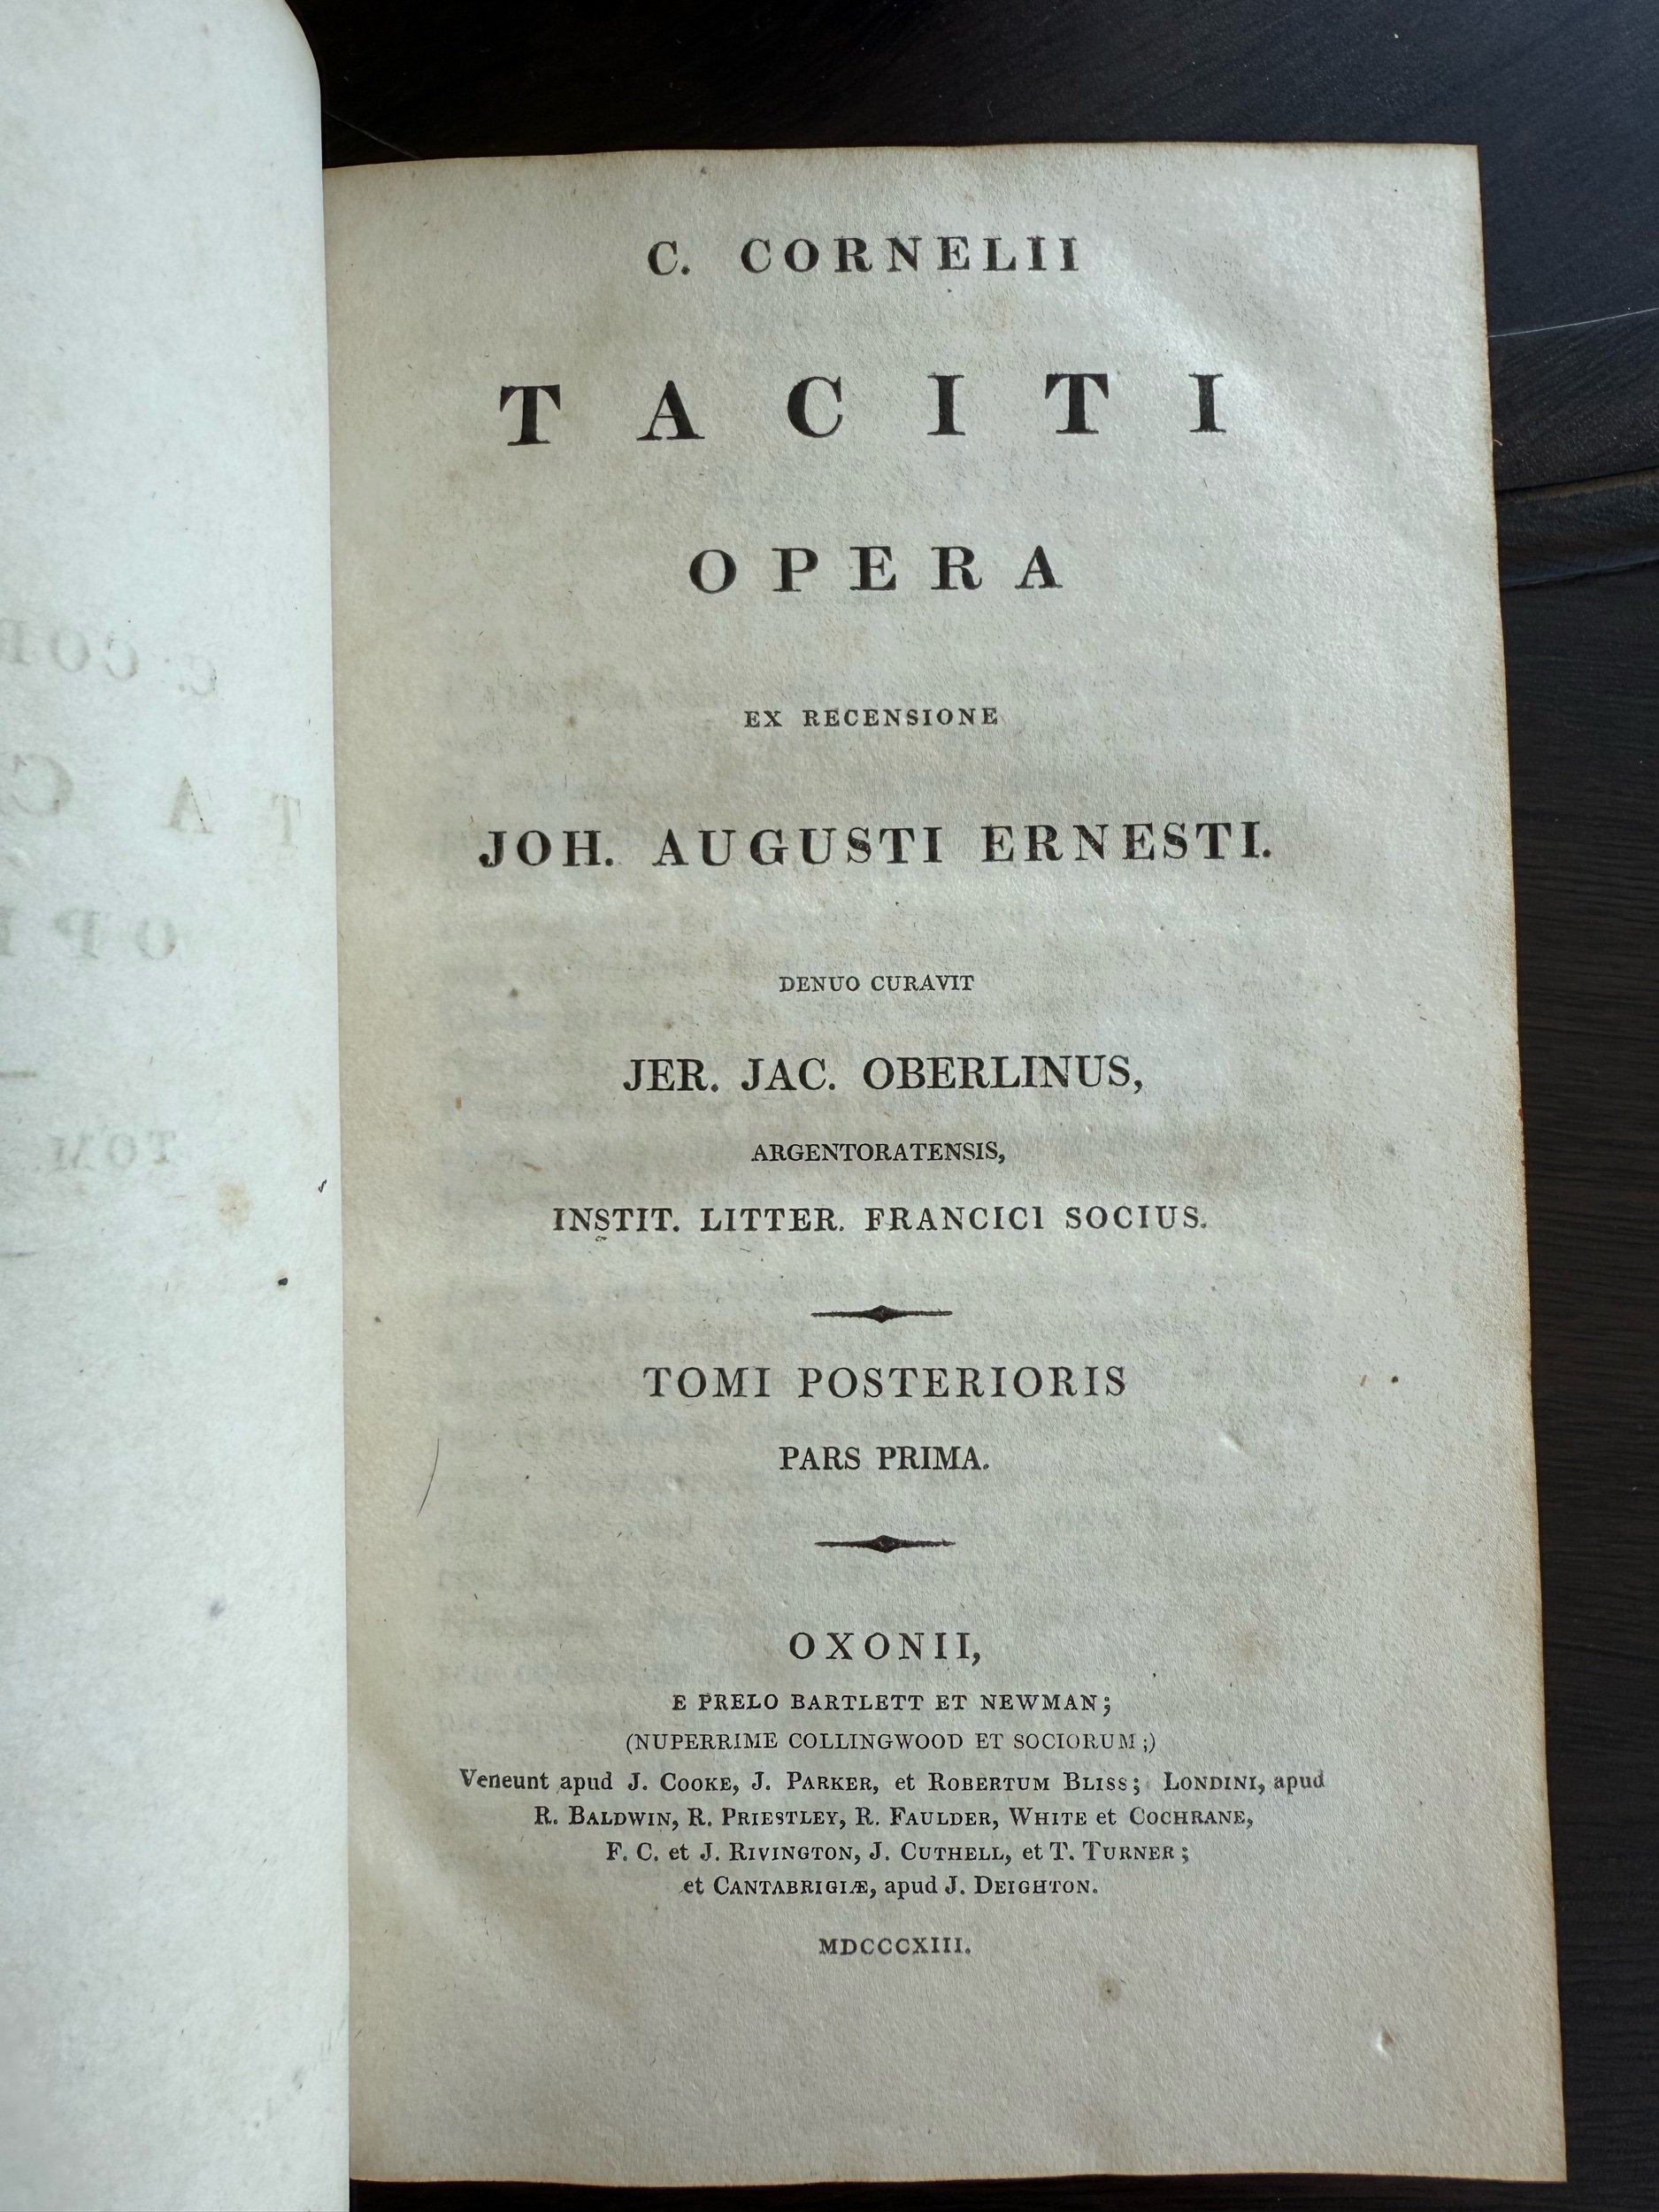 C. CORNELII
TACITI
OPERA
EX RECENSIONE
JOH. AUGUSTI ERNESTI.
DENUO CURAVIT
JER. JAC. OBERLINUS,
ARGENTORATENSIS,
INSTIT. LITTER. FRANCICI SOCIUS.
TOMI POSTERIORIS
PARS PRIMA.
OXONII,
E PRELO BARTLETT ET NEWMAN;
(NUPERRIME COLLINGWOOD ET SOCIORUM;)
Veneunt apud J. COOKE, J. PARKER, et ROBERTUM BLISS; LONDINI, apud
R. BALDWIN, R. PRIESTLEY, R. FAULDER, WHITE et COCHRANE,
F. C. et J. RIVINGTON, J. CUTHELL, et T. TURNER;
et CANTABRIGIÆ, apud J. DEIGHTON.
MDCCCXIII.